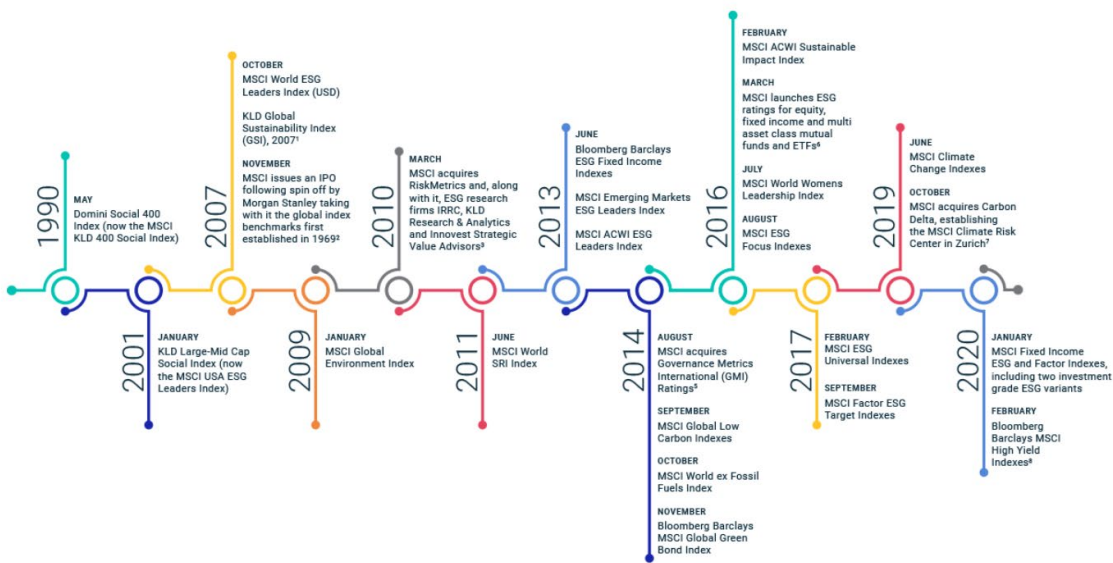 1990
MAY
Domini Social 400
Index (now the MSCI
KLD 400 Social Index)
2001
JANUARY
KLD Large-Mid Cap
Social Index (now
the MSCI USA ESG
Leaders Index)
2007
OCTOBER
MSCI World ESG
Leaders Index (USD)
KLD Global
Sustainability Index
(GSI), 2007¹
NOVEMBER
MSCI issues an IPO
following spin off by
Morgan Stanley taking
with it the global index
benchmarks first
established in 1969²
2009
JANUARY
MSCI Global
Environment Index
2010
MARCH
MSCI acquires
RiskMetrics and, along
with it, ESG research
firms IRRC, KLD
Research & Analytics
and Innovest Strategic
Value Advisors³
2011
JUNE
MSCI World
SRI Index
2013
JUNE
Bloomberg Barclays
ESG Fixed Income
Indexes
MSCI Emerging Markets
ESG Leaders Index
MSCI ACWI ESG
Leaders Index
2014
AUGUST
MSCI acquires
Governance Metrics
International (GMI)
Ratings⁵
SEPTEMBER
MSCI Global Low
Carbon Indexes
OCTOBER
MSCI World ex Fossil
Fuels Index
NOVEMBER
Bloomberg Barclays
MSCI Global Green
Bond Index
2016
FEBRUARY
MSCI ACWI Sustainable
Impact Index
MARCH
MSCI launches ESG
ratings for equity,
fixed income and multi
asset class mutual
funds and ETFs⁶
JULY
MSCI World Womens
Leadership Index
AUGUST
MSCI ESG
Focus Indexes
2017
FEBRUARY
MSCI ESG
Universal Indexes
SEPTEMBER
MSCI Factor ESG
Target Indexes
2019
JUNE
MSCI Climate
Change Indexes
OCTOBER
MSCI acquires Carbon
Delta, establishing
the MSCI Climate Risk
Center in Zurich⁷
2020
JANUARY
MSCI Fixed Income
ESG and Factor Indexes,
including two investment
grade ESG variants
FEBRUARY
Bloomberg
Barclays MSCI
High Yield
Indexes⁸